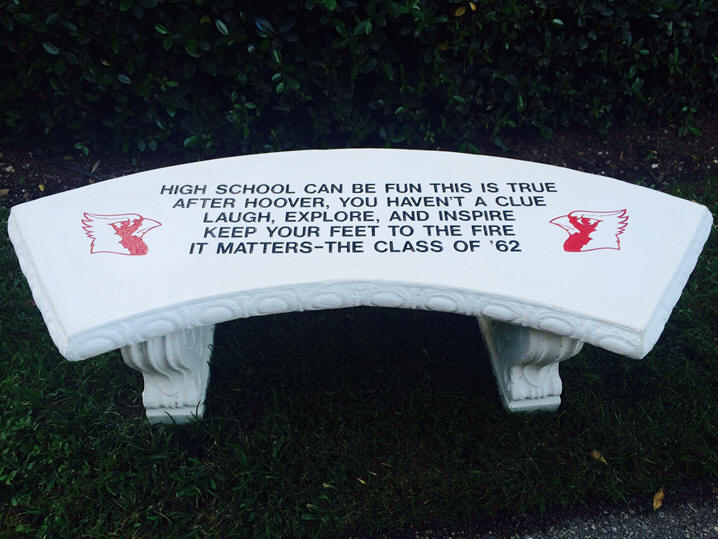 HIGH SCHOOL CAN BE FUN THIS IS TRUE
AFTER HOOVER, YOU HAVEN'T A CLUE
LAUGH, EXPLORE, AND INSPIRE
KEEP YOUR FEET TO THE FIRE
IT MATTERS-THE CLASS OF '62